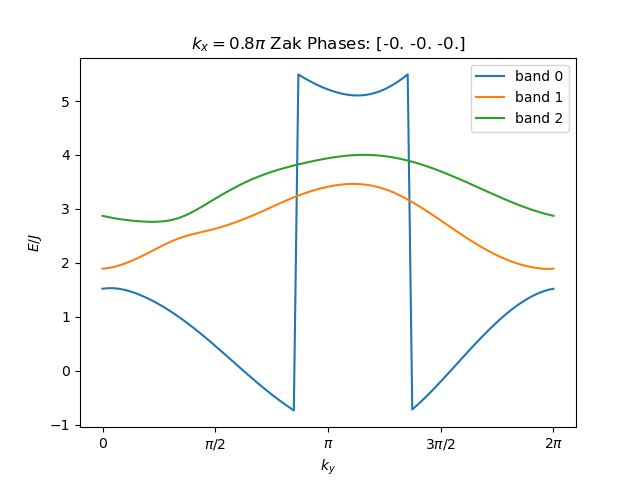 $k_x = 0.8\pi$ Zak Phases: [-0. -0. -0.]
band 0
band 1
band 2
5
4
3
2
1
0
−1
E/J
0
π/2
π
3π/2
2π
$k_y$